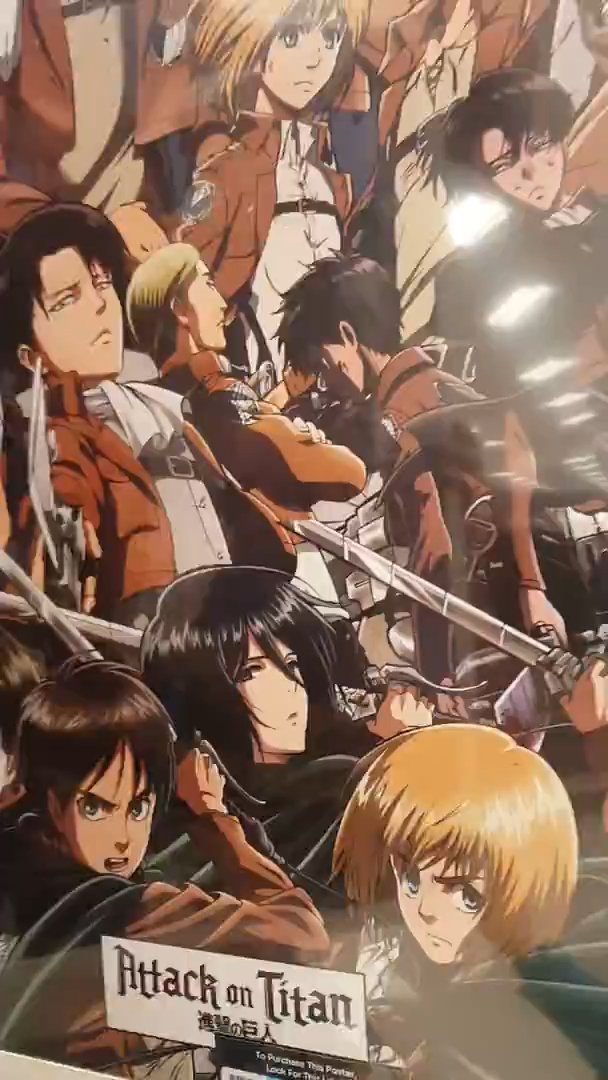 Attack on Titan
進撃の巨人
To Purchase This Poster,
Look For This